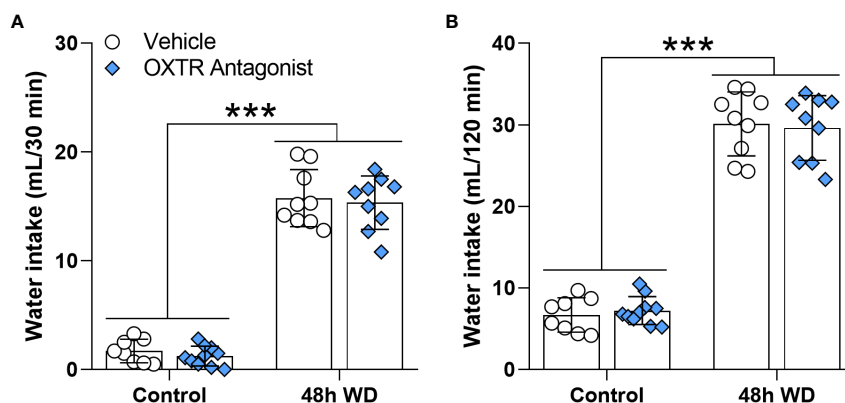 A
Water intake (mL/30 min)
30
20
10
0
Vehicle
OXTR Antagonist
***
Control
48h WD
B
Water intake (mL/120 min)
40
30
20
10
0
***
Control
48h WD